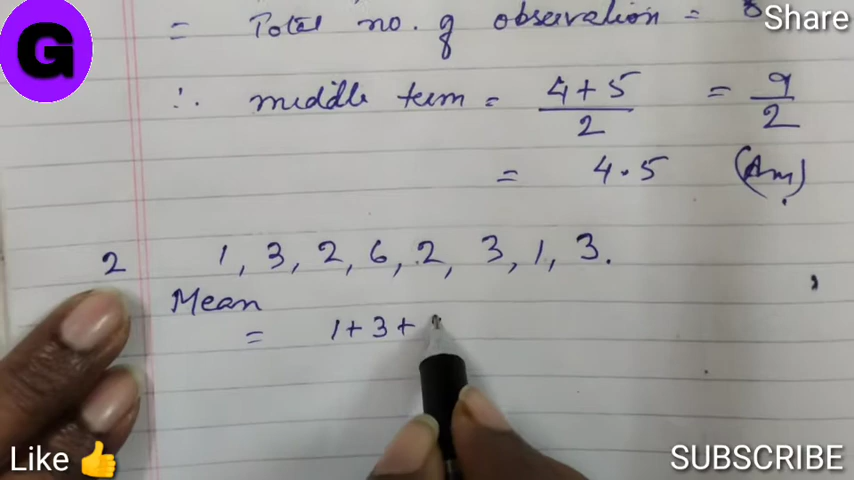 G
Share
= Total no. of observation = 8
∴ middle term = 4+5/2 = 9/2
= 4.5 (Ans)
2 1, 3, 2, 6, 2, 3, 1, 3.
Mean
= 1+3+
Like 👍
SUBSCRIBE